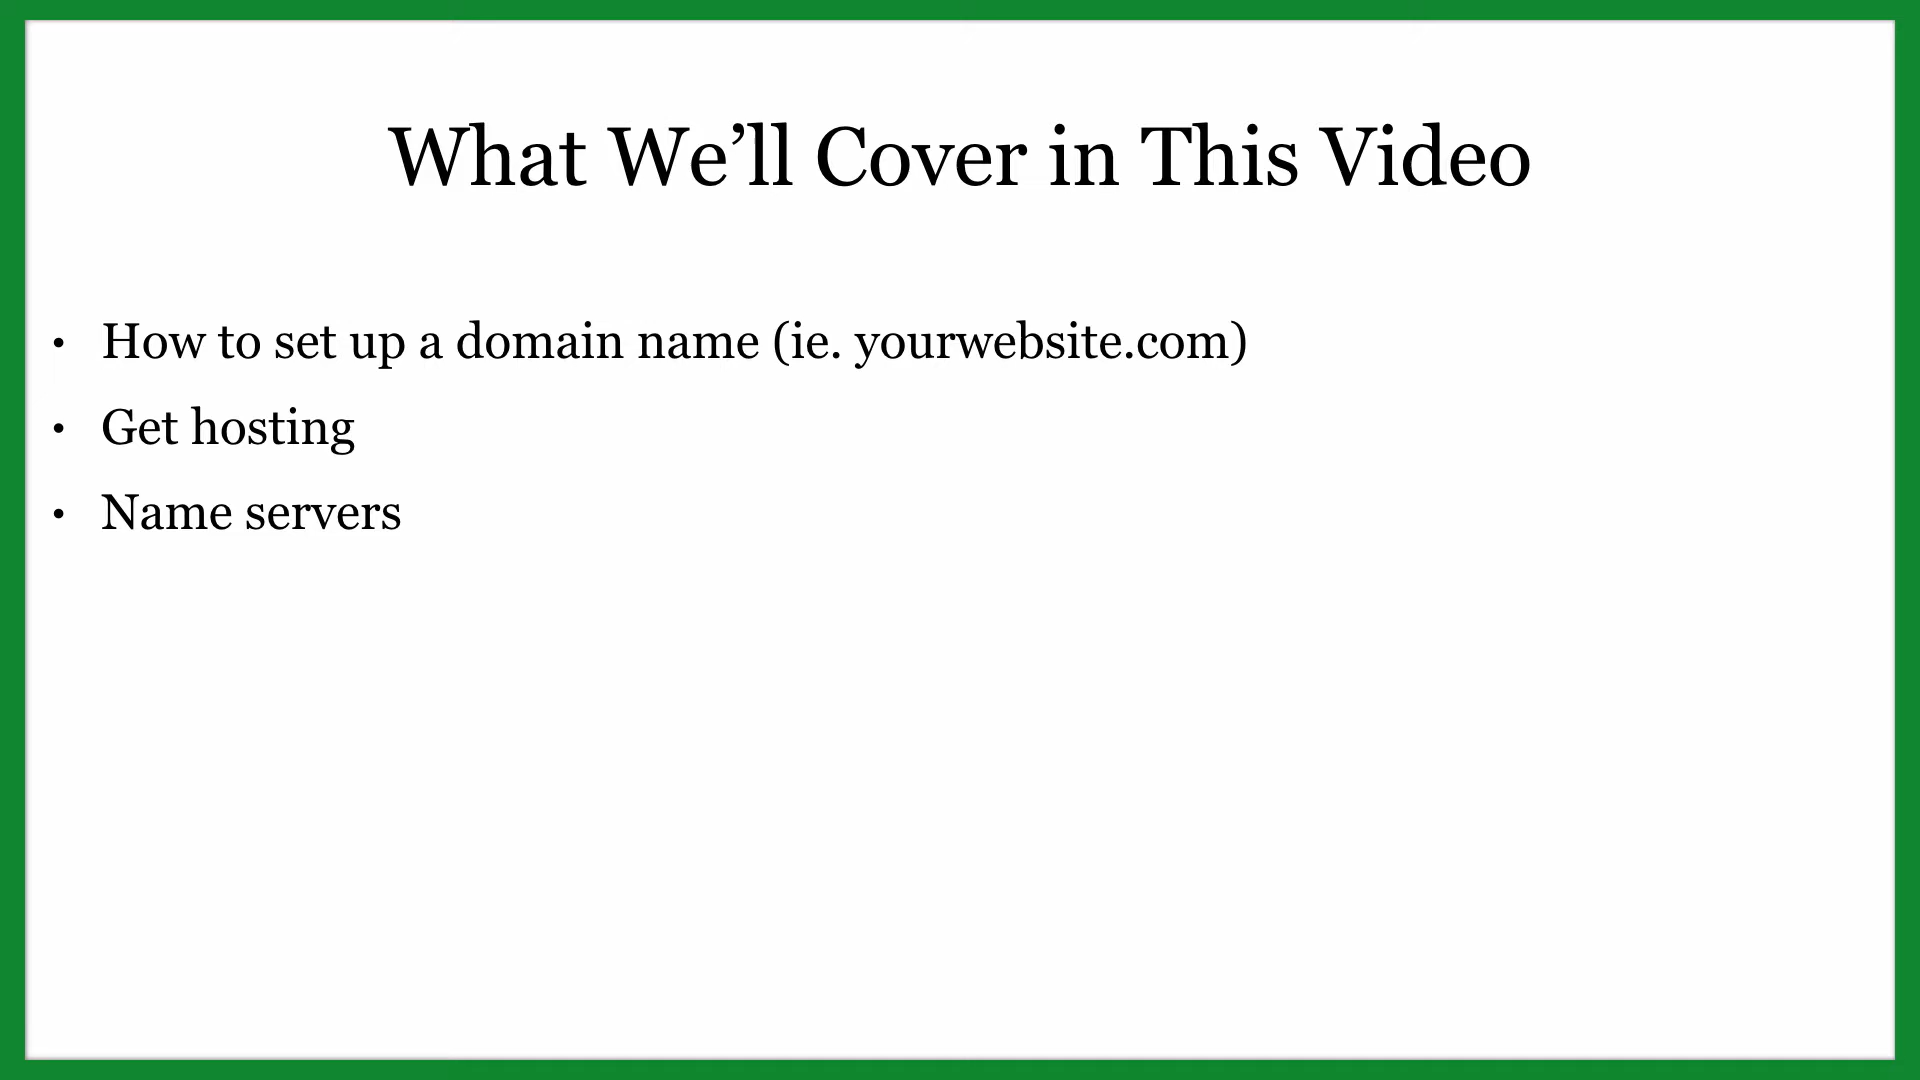 What We’ll Cover in This Video
• How to set up a domain name (ie. yourwebsite.com)
• Get hosting
• Name servers